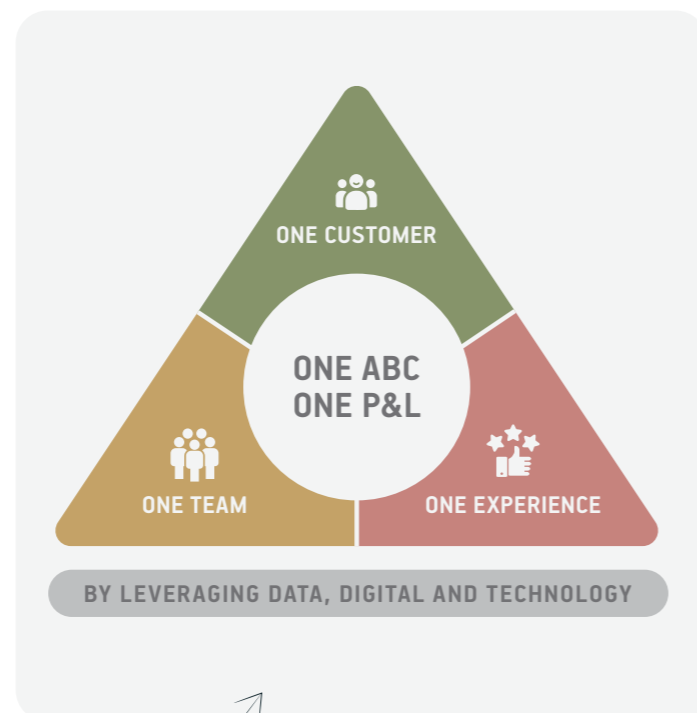 ONE CUSTOMER
ONE ABC
ONE P&L
ONE TEAM
ONE EXPERIENCE
BY LEVERAGING DATA, DIGITAL AND TECHNOLOGY